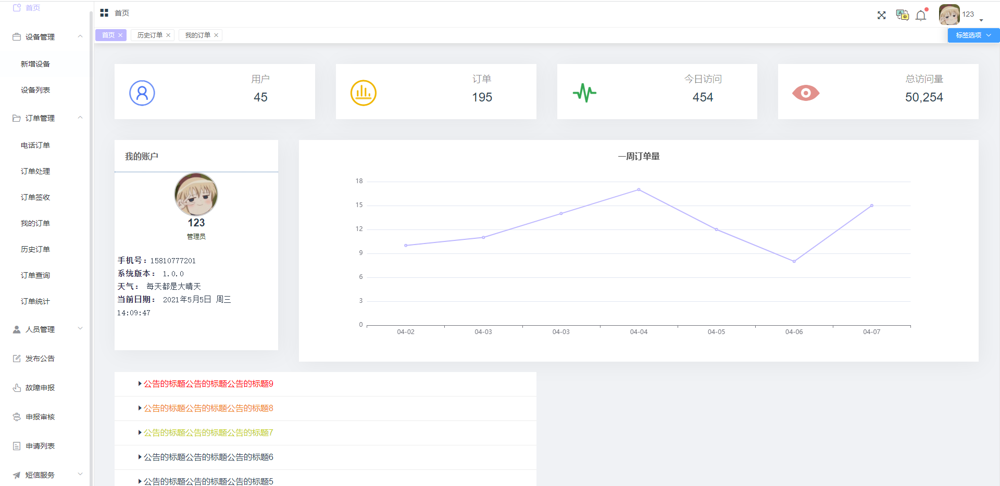 首页
设备管理
新增设备
设备列表
订单管理
电话订单
订单处理
订单签收
我的订单
历史订单
订单查询
订单统计
人员管理
发布公告
故障申报
申报审核
申请列表
短信服务
首页
123
首页
历史订单
我的订单
标签选项
用户
45
订单
195
今日访问
454
总访问量
50,254
我的账户
123
管理员
手机号：15810777201
系统版本： 1.0.0
天气： 每天都是大晴天
当前日期： 2021年5月5日 周三
14:09:47
一周订单量
18
15
12
9
6
3
0
04-02 04-03 04-03 04-04 04-05 04-06 04-07
公告的标题公告的标题公告的标题9
公告的标题公告的标题公告的标题8
公告的标题公告的标题公告的标题7
公告的标题公告的标题公告的标题6
公告的标题公告的标题公告的标题5